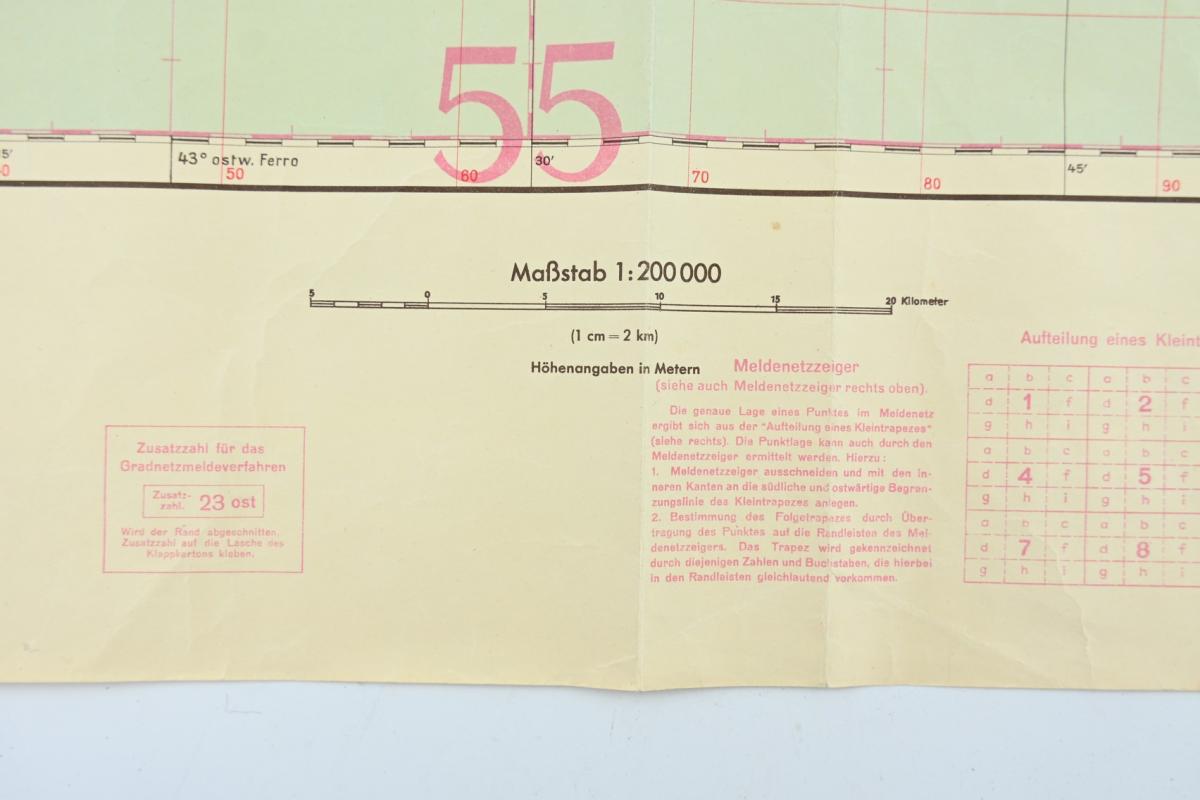 55
5'
0
43° ostw. Ferro
50
60
30'
70
80
45'
90
Maßstab 1:200 000
5 0 5 10 15 20 Kilometer
(1 cm = 2 km)
Höhenangaben in Metern
Zusatzzahl für das
Gradnetzmeldeverfahren
Zusatz-
zahl. 23 ost
Wird der Rand abgeschnitten,
Zusatzzahl auf die Lasche des
Klappkartons kleben.
Meldenetzzeiger
(siehe auch Meldenetzzeiger rechts oben).
Die genaue Lage eines Punktes im Meldenetz
ergibt sich aus der "Aufteilung eines Kleintrapezes"
(siehe rechts). Die Punktlage kann auch durch den
Meldenetzzeiger ermittelt werden. Hierzu:
1. Meldenetzzeiger ausschneiden und mit den in-
neren Kanten an die südliche und ostwärtige Begren-
zungslinie des Kleintrapezes anlegen.
2. Bestimmung des Folgetrapezes durch Über-
tragung des Punktes auf die Randleisten des Mel-
denetzzeigers. Das Trapez wird gekennzeichnet
durch diejenigen Zahlen und Buchstaben, die hierbei
in den Randleisten gleichlautend vorkommen.
Aufteilung eines Kleint
a b c a b c
d 1 f d 2 f
g h i g h i
a b c a b c
d 4 f d 5 f
g h i g h i
a b c a b c
d 7 f d 8 f
g h i g h i